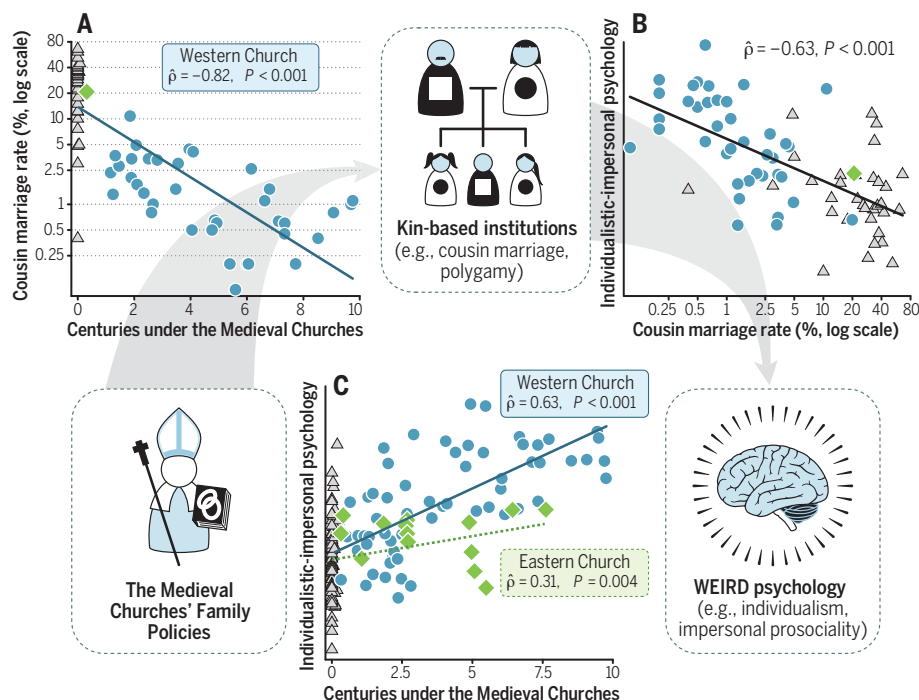 A
Cousin marriage rate (%, log scale)
80
40
20
10
5
2.5
1
0.5
0.25
Western Church
ρ̂ = −0.82, P < 0.001
0 2 4 6 8 10
Centuries under the Medieval Churches
Kin-based institutions
(e.g., cousin marriage,
polygamy)
B
Individualistic-impersonal psychology
ρ̂ = −0.63, P < 0.001
0.25 0.5 1 2.5 5 10 20 40 80
Cousin marriage rate (%, log scale)
The Medieval
Churches’ Family
Policies
C
Individualistic-impersonal psychology
Western Church
ρ̂ = 0.63, P < 0.001
Eastern Church
ρ̂ = 0.31, P = 0.004
0 2.5 5 7.5 10
Centuries under the Medieval Churches
WEIRD psychology
(e.g., individualism,
impersonal prosociality)